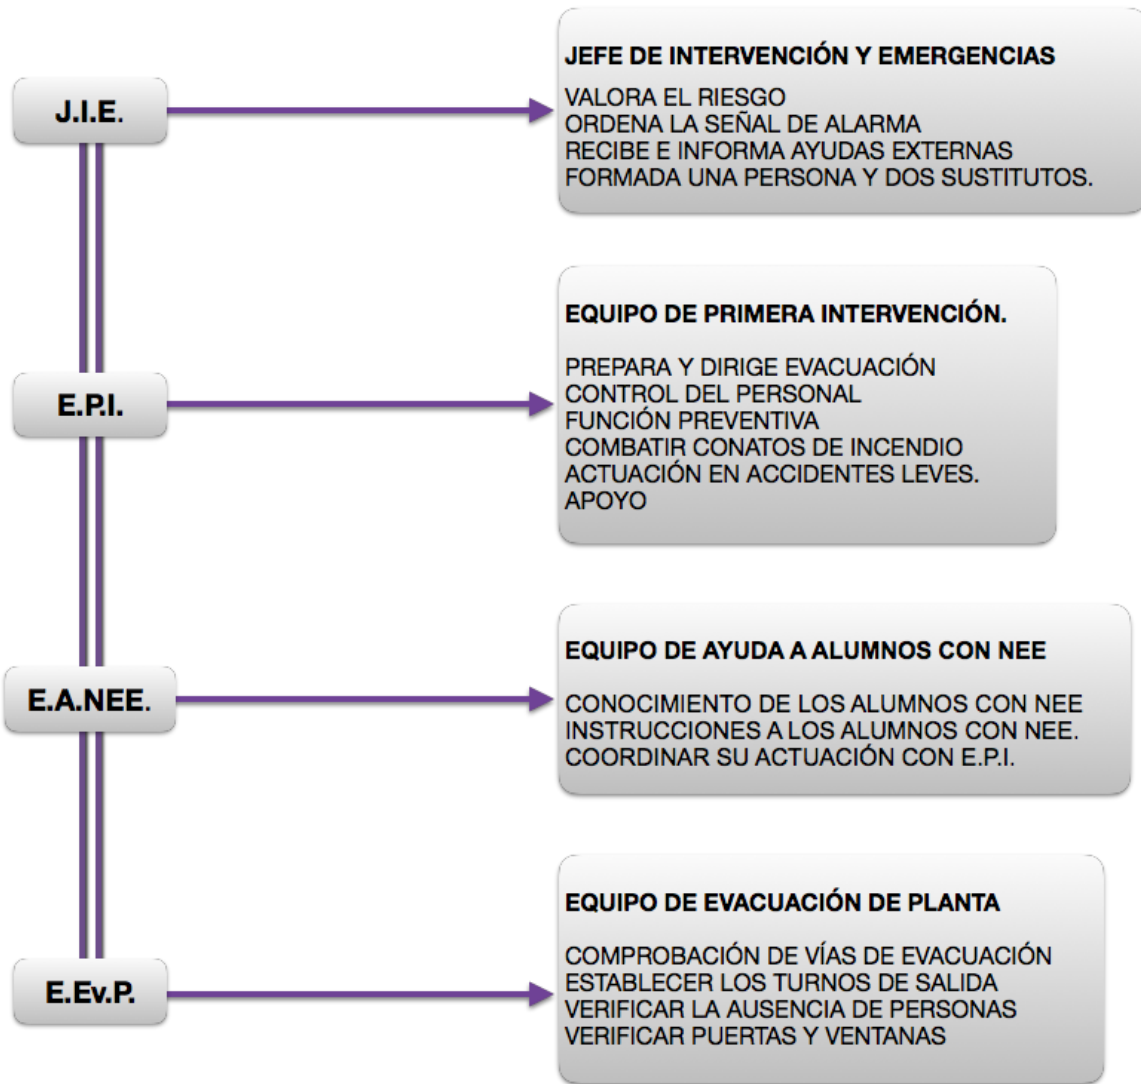 J.I.E.
JEFE DE INTERVENCIÓN Y EMERGENCIAS
VALORA EL RIESGO
ORDENA LA SEÑAL DE ALARMA
RECIBE E INFORMA AYUDAS EXTERNAS
FORMADA UNA PERSONA Y DOS SUSTITUTOS.
E.P.I.
EQUIPO DE PRIMERA INTERVENCIÓN.
PREPARA Y DIRIGE EVACUACIÓN
CONTROL DEL PERSONAL
FUNCIÓN PREVENTIVA
COMBATIR CONATOS DE INCENDIO
ACTUACIÓN EN ACCIDENTES LEVES.
APOYO
E.A.NEE.
EQUIPO DE AYUDA A ALUMNOS CON NEE
CONOCIMIENTO DE LOS ALUMNOS CON NEE
INSTRUCCIONES A LOS ALUMNOS CON NEE.
COORDINAR SU ACTUACIÓN CON E.P.I.
E.Ev.P.
EQUIPO DE EVACUACIÓN DE PLANTA
COMPROBACIÓN DE VÍAS DE EVACUACIÓN
ESTABLECER LOS TURNOS DE SALIDA
VERIFICAR LA AUSENCIA DE PERSONAS
VERIFICAR PUERTAS Y VENTANAS